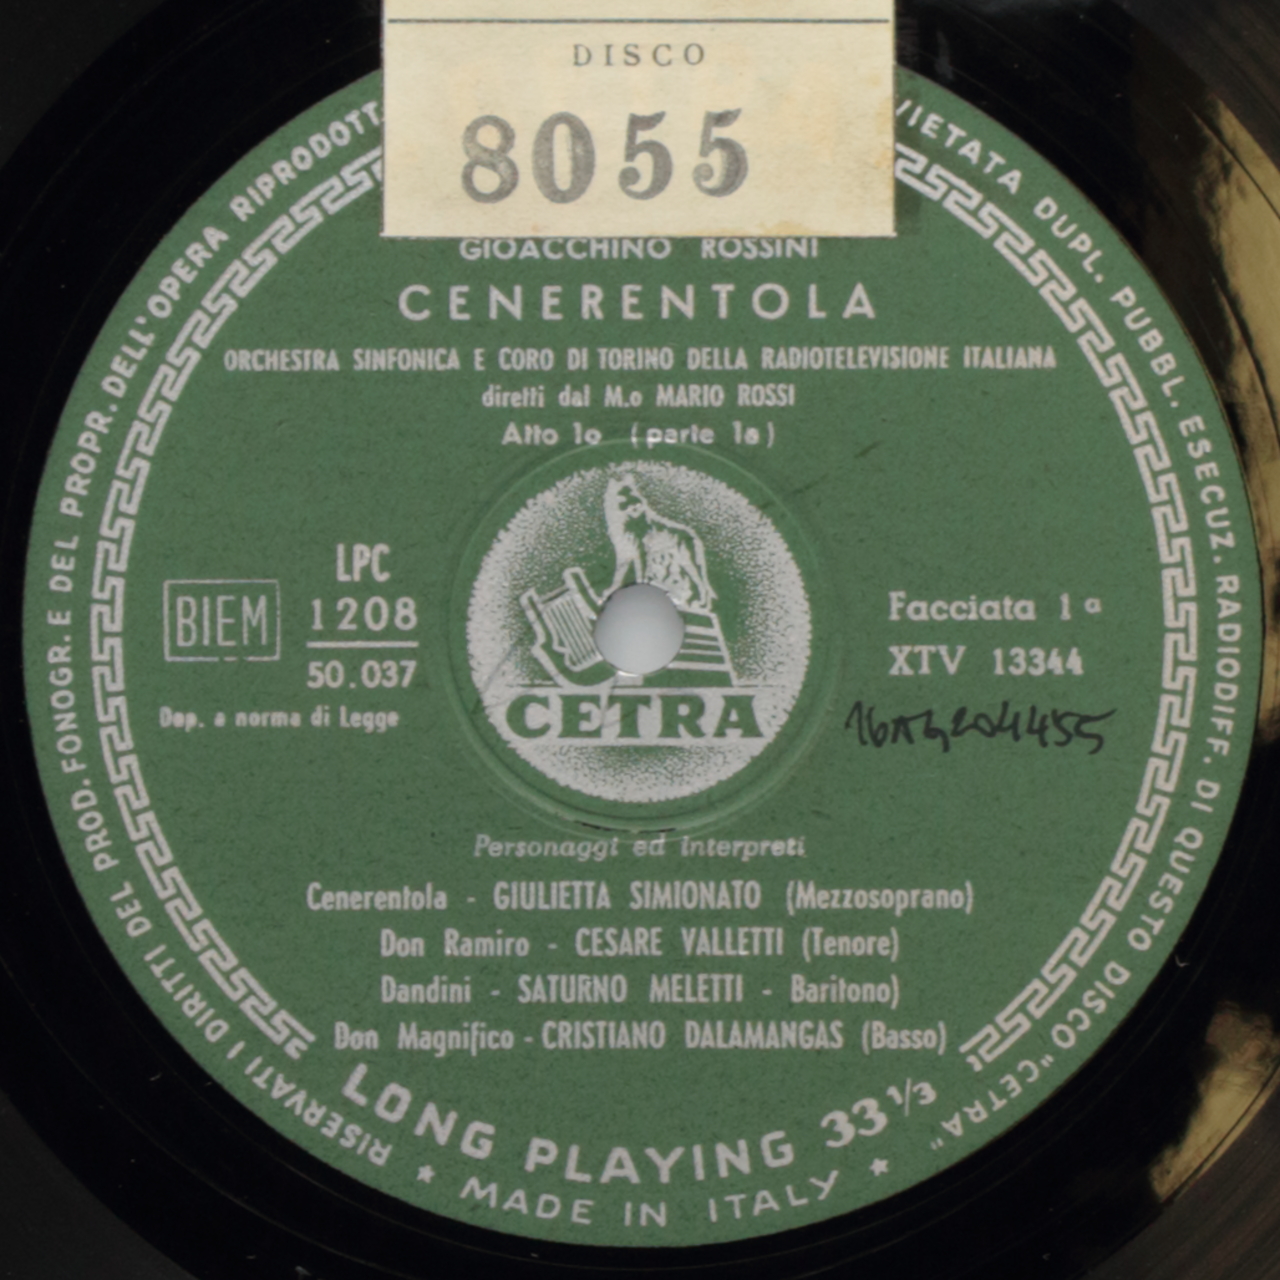 DISCO
8055
GIOACCHINO ROSSINI
CENERENTOLA
ORCHESTRA SINFONICA E CORO DI TORINO DELLA RADIOTELEVISIONE ITALIANA
diretti dal M.o MARIO ROSSI
Atto 1o (parte 1a)
BIEM
LPC
1208
50.037
Dep. a norma di Legge
CETRA
Facciata 1a
XTV 13344
Personaggi ed interpreti
Cenerentola - GIULIETTA SIMIONATO (Mezzosoprano)
Don Ramiro - CESARE VALLETTI (Tenore)
Dandini - SATURNO MELETTI - Baritono)
Don Magnifico - CRISTIANO DALAMANGAS (Basso)
LONG PLAYING 33 1/3
★ MADE IN ITALY ★
RISERVATI I DIRITTI DEL PROD. FONOGR. E DEL PROPR. DELL'OPERA RIPRODOTT
VIETATA DUPL. PUBBL. ESECUZ. RADIODIFF. DI QUESTO DISCO "CETRA"